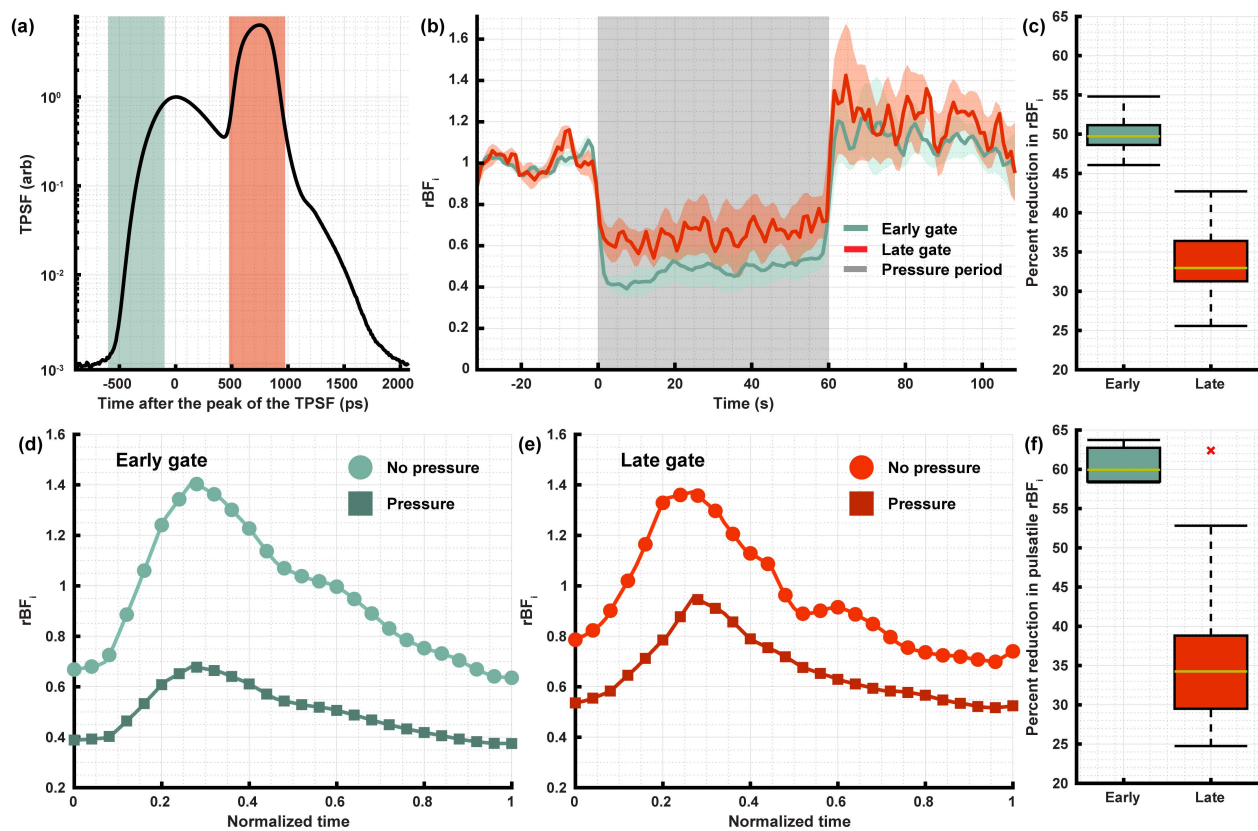 (a)
TPSF (arb)
10⁰
10⁻¹
10⁻²
10⁻³
-500
0
500
1000
1500
2000
Time after the peak of the TPSF (ps)
(b)
rBFᵢ
1.6
1.4
1.2
1
0.8
0.6
0.4
0.2
0
-20
0
20
40
60
80
100
Time (s)
Early gate
Late gate
Pressure period
(c)
Percent reduction in rBFᵢ
65
60
55
50
45
40
35
30
25
20
Early
Late
(d)
rBFᵢ
1.6
1.4
1.2
1
0.8
0.6
0.4
0.2
0
0.2
0.4
0.6
0.8
1
Normalized time
Early gate
No pressure
Pressure
(e)
rBFᵢ
1.6
1.4
1.2
1
0.8
0.6
0.4
0.2
0
0.2
0.4
0.6
0.8
1
Normalized time
Late gate
No pressure
Pressure
(f)
Percent reduction in pulsatile rBFᵢ
65
60
55
50
45
40
35
30
25
20
Early
Late